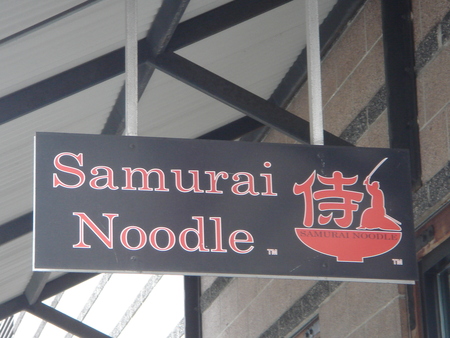 Samurai
Noodle ™
侍
SAMURAI NOODLE
™